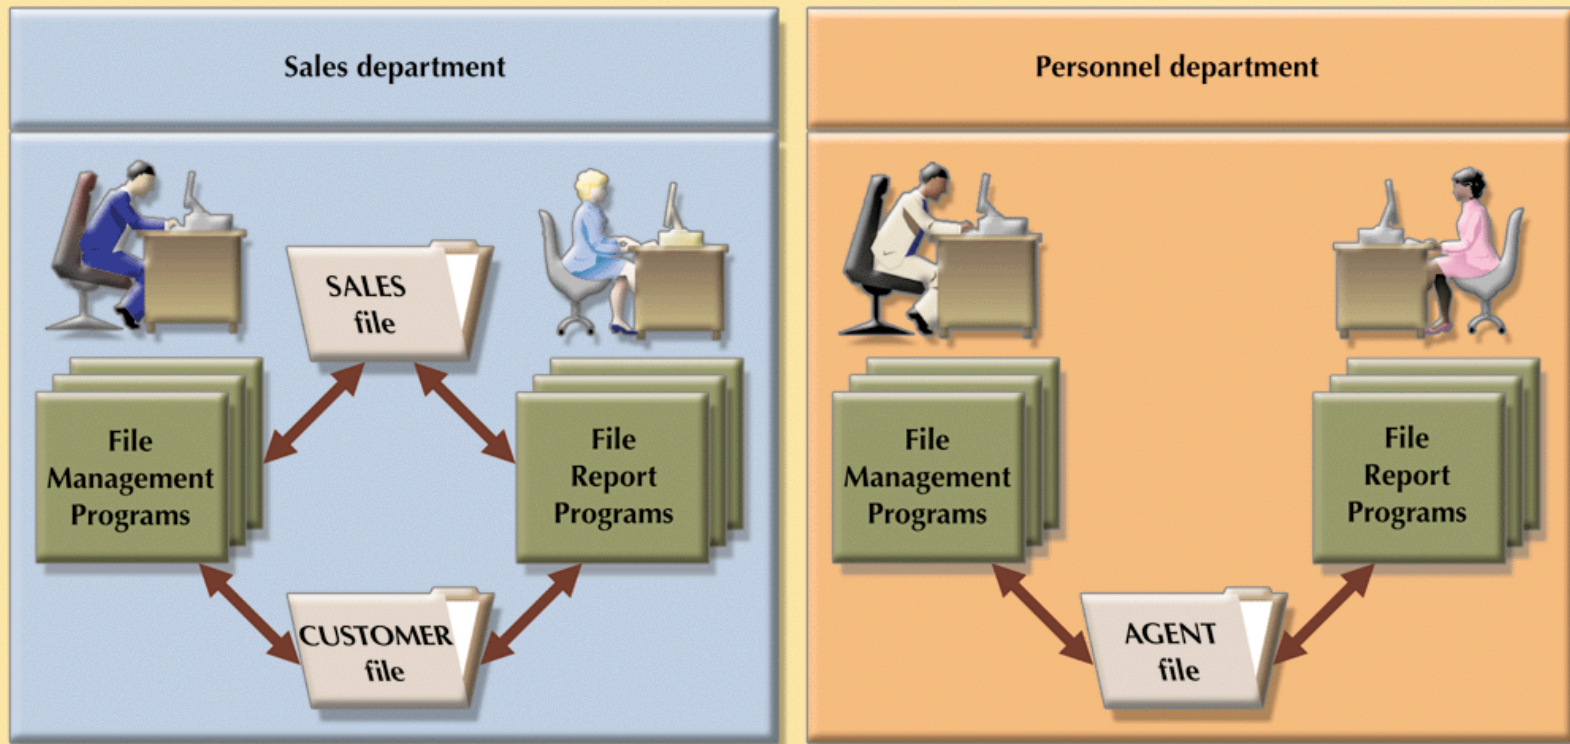 Sales department
Personnel department
SALES
file
File
Management
Programs
File
Report
Programs
CUSTOMER
file
File
Management
Programs
File
Report
Programs
AGENT
file